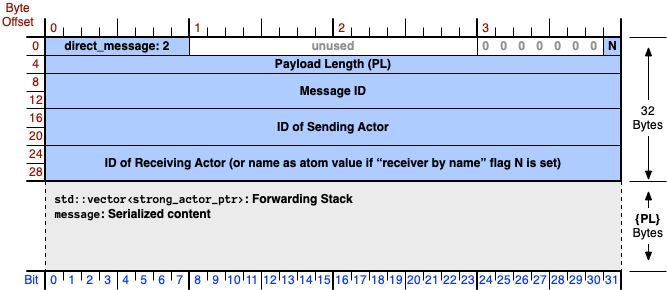 Byte
Offset
0 1 2 3
0 direct_message: 2 unused 0 0 0 0 0 0 0 N
4 Payload Length (PL)
8 Message ID
12
16 ID of Sending Actor
20
24 ID of Receiving Actor (or name as atom value if “receiver by name” flag N is set)
28
32
Bytes
std::vector<strong_actor_ptr>: Forwarding Stack
message: Serialized content
{PL}
Bytes
Bit 0 1 2 3 4 5 6 7 8 9 10 11 12 13 14 15 16 17 18 19 20 21 22 23 24 25 26 27 28 29 30 31